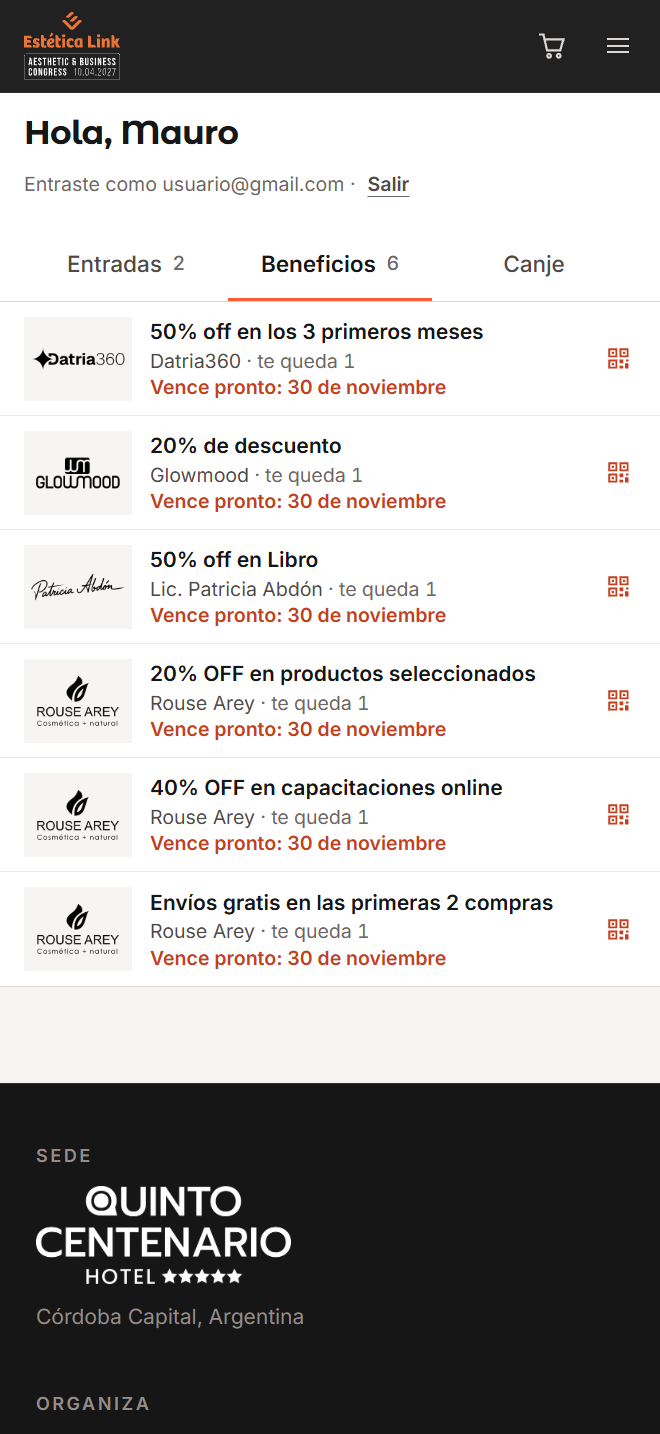 Estética Link
AESTHETIC & BUSINESS
CONGRESS 10.04.2027
Hola, Mauro
Entraste como usuario@gmail.com · Salir
Entradas 2
Beneficios 6
Canje
Datria360
50% off en los 3 primeros meses
Datria360 · te queda 1
Vence pronto: 30 de noviembre
GLOWMOOD
20% de descuento
Glowmood · te queda 1
Vence pronto: 30 de noviembre
Patricia Abdón
50% off en Libro
Lic. Patricia Abdón · te queda 1
Vence pronto: 30 de noviembre
ROUSE AREY
Cosmética + natural
20% OFF en productos seleccionados
Rouse Arey · te queda 1
Vence pronto: 30 de noviembre
ROUSE AREY
Cosmética + natural
40% OFF en capacitaciones online
Rouse Arey · te queda 1
Vence pronto: 30 de noviembre
ROUSE AREY
Cosmética + natural
Envíos gratis en las primeras 2 compras
Rouse Arey · te queda 1
Vence pronto: 30 de noviembre
SEDE
QUINTO
CENTENARIO
HOTEL ★★★★★
Córdoba Capital, Argentina
ORGANIZA